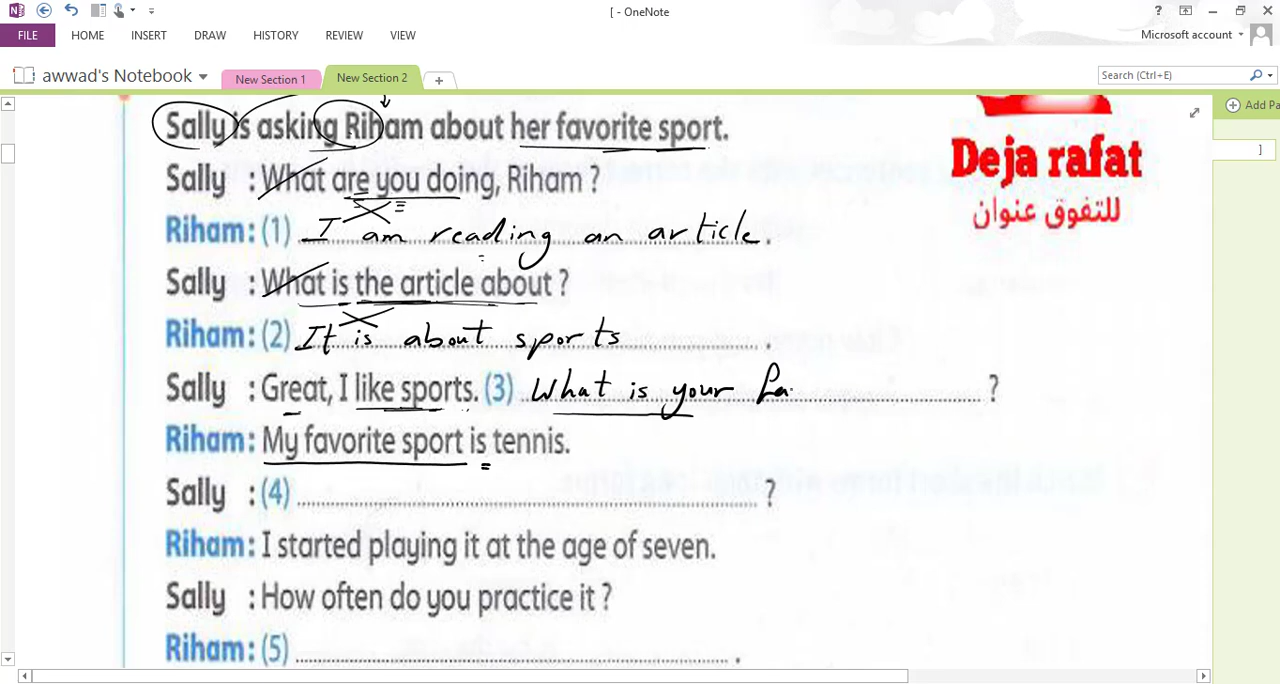 [ - OneNote
?
FILE
HOME
INSERT
DRAW
HISTORY
REVIEW
VIEW
Microsoft account
awwad's Notebook
New Section 1
New Section 2
+
Search (Ctrl+E)
Add Pa
]
Sally is asking Riham about her favorite sport.
Sally : What are you doing, Riham ?
Riham: (1) I am reading an article.
Sally : What is the article about ?
Riham: (2) It is about sports.
Sally : Great, I like sports. (3) What is your fa ?
Riham: My favorite sport is tennis.
Sally : (4) ?
Riham: I started playing it at the age of seven.
Sally : How often do you practice it ?
Riham: (5) .
Deja rafat
للتفوق عنوان